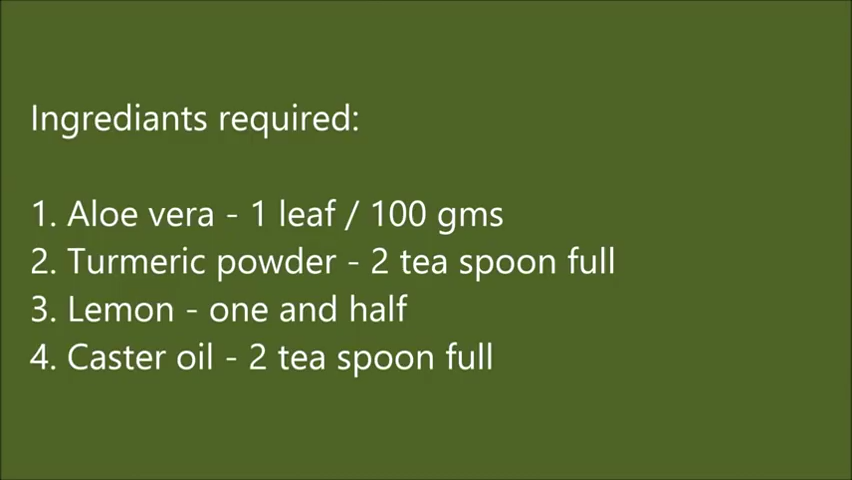 Ingrediants required:
1. Aloe vera - 1 leaf / 100 gms
2. Turmeric powder - 2 tea spoon full
3. Lemon - one and half
4. Caster oil - 2 tea spoon full